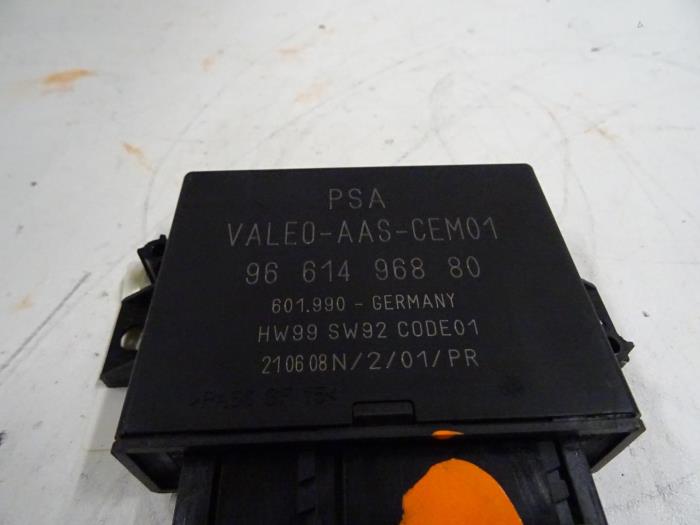 PSA
VALEO-AAS-CEM01
96 614 968 80
601.990 - GERMANY
HW99 SW92 CODE01
210608N/2/01/PR